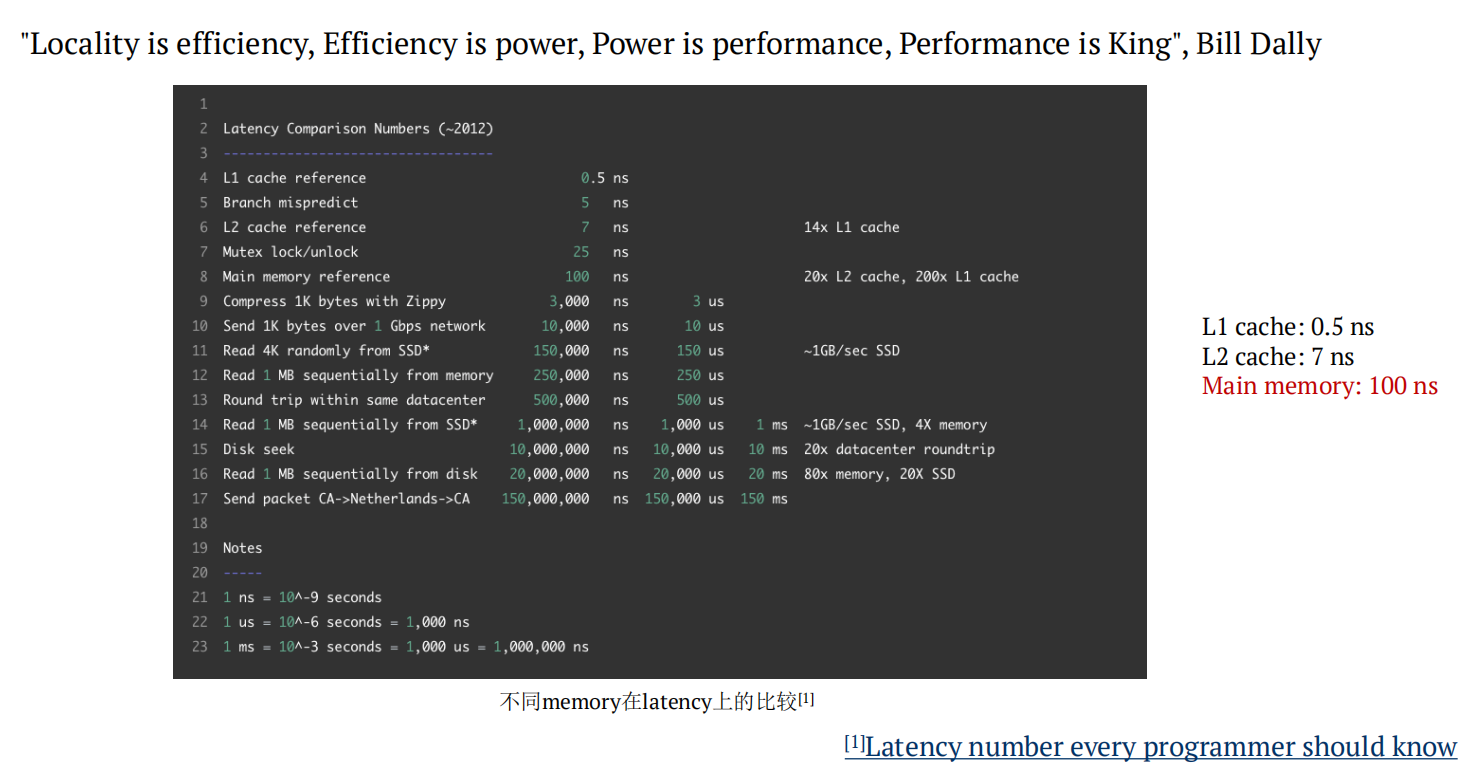 "Locality is efficiency, Efficiency is power, Power is performance, Performance is King", Bill Dally
1
2 Latency Comparison Numbers (~2012)
3 ----------------------------------
4 L1 cache reference 0.5 ns
5 Branch mispredict 5 ns
6 L2 cache reference 7 ns 14x L1 cache
7 Mutex lock/unlock 25 ns
8 Main memory reference 100 ns 20x L2 cache, 200x L1 cache
9 Compress 1K bytes with Zippy 3,000 ns 3 us
10 Send 1K bytes over 1 Gbps network 10,000 ns 10 us
11 Read 4K randomly from SSD* 150,000 ns 150 us ~1GB/sec SSD
12 Read 1 MB sequentially from memory 250,000 ns 250 us
13 Round trip within same datacenter 500,000 ns 500 us
14 Read 1 MB sequentially from SSD* 1,000,000 ns 1,000 us 1 ms ~1GB/sec SSD, 4X memory
15 Disk seek 10,000,000 ns 10,000 us 10 ms 20x datacenter roundtrip
16 Read 1 MB sequentially from disk 20,000,000 ns 20,000 us 20 ms 80x memory, 20X SSD
17 Send packet CA->Netherlands->CA 150,000,000 ns 150,000 us 150 ms
18
19 Notes
20 -----
21 1 ns = 10^-9 seconds
22 1 us = 10^-6 seconds = 1,000 ns
23 1 ms = 10^-3 seconds = 1,000 us = 1,000,000 ns
L1 cache: 0.5 ns
L2 cache: 7 ns
Main memory: 100 ns
不同memory在latency上的比较[1]
[1]Latency number every programmer should know